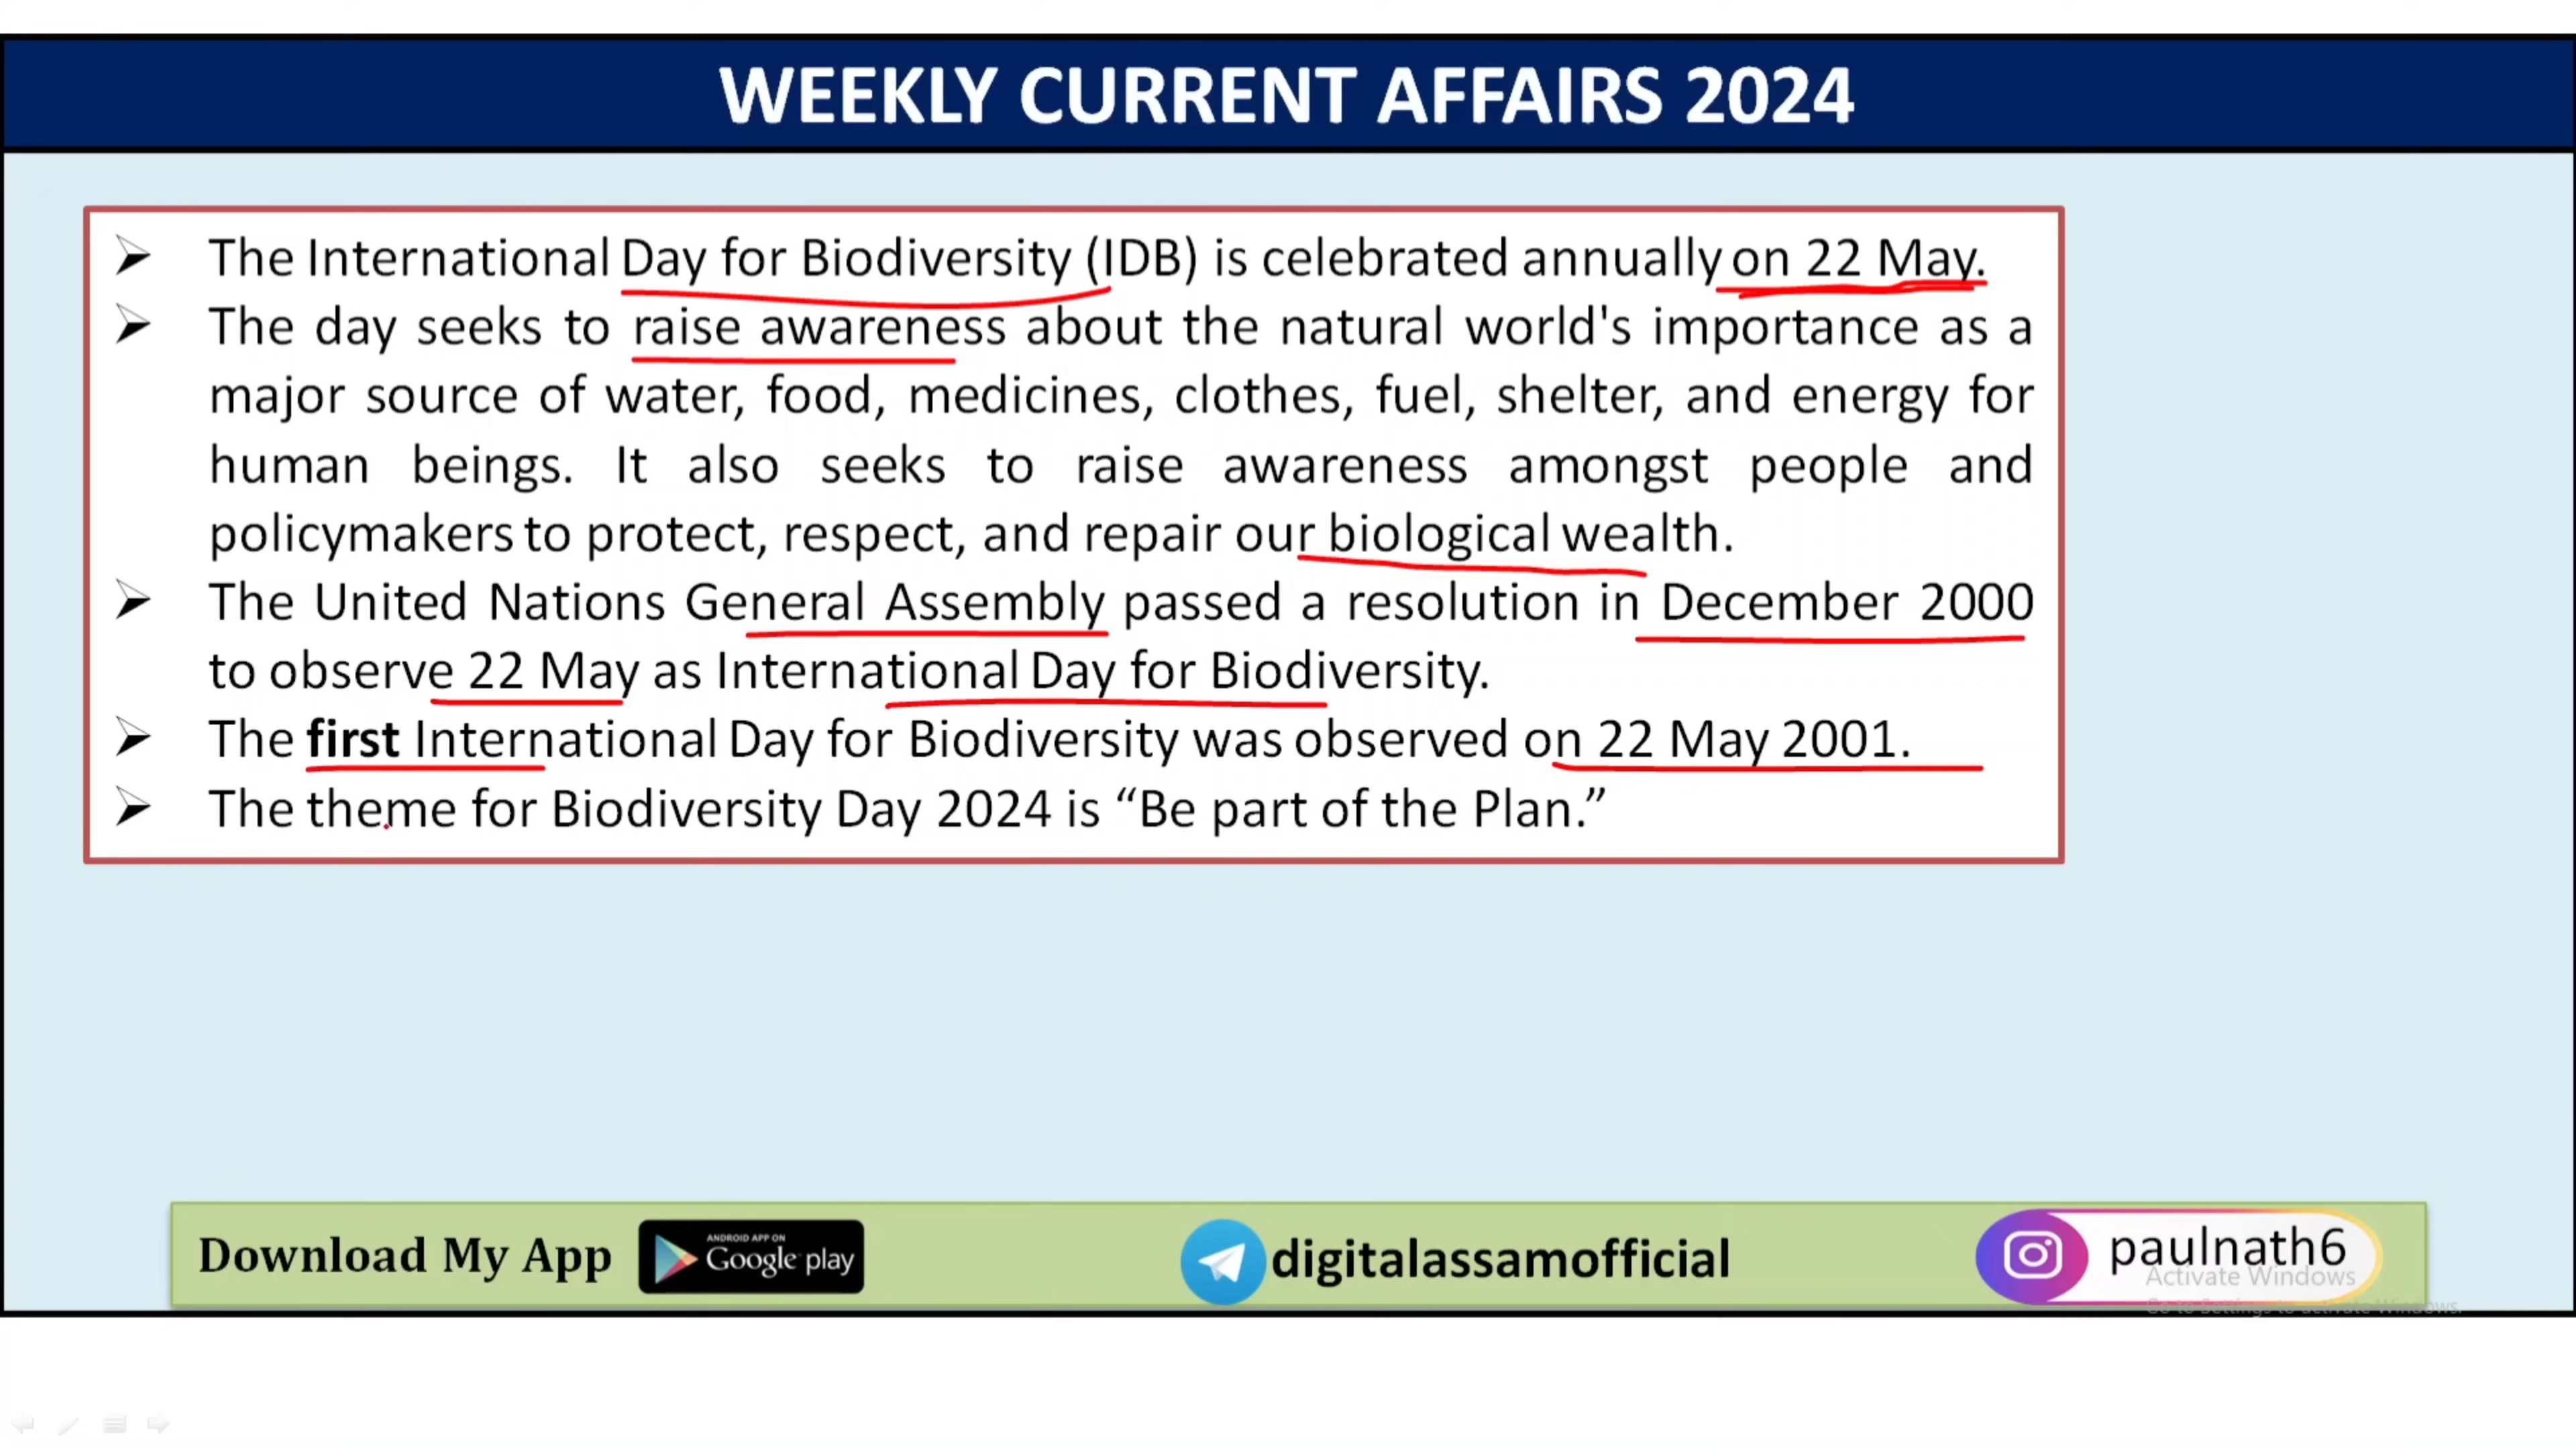 WEEKLY CURRENT AFFAIRS 2024
➢ The International Day for Biodiversity (IDB) is celebrated annually on 22 May.
➢ The day seeks to raise awareness about the natural world's importance as a
major source of water, food, medicines, clothes, fuel, shelter, and energy for
human beings. It also seeks to raise awareness amongst people and
policymakers to protect, respect, and repair our biological wealth.
➢ The United Nations General Assembly passed a resolution in December 2000
to observe 22 May as International Day for Biodiversity.
➢ The first International Day for Biodiversity was observed on 22 May 2001.
➢ The theme for Biodiversity Day 2024 is “Be part of the Plan.”
Download My App
ANDROID APP ON
Google play
digitalassamofficial
paulnath6
Activate Windows
Go to Settings to activate Windows.